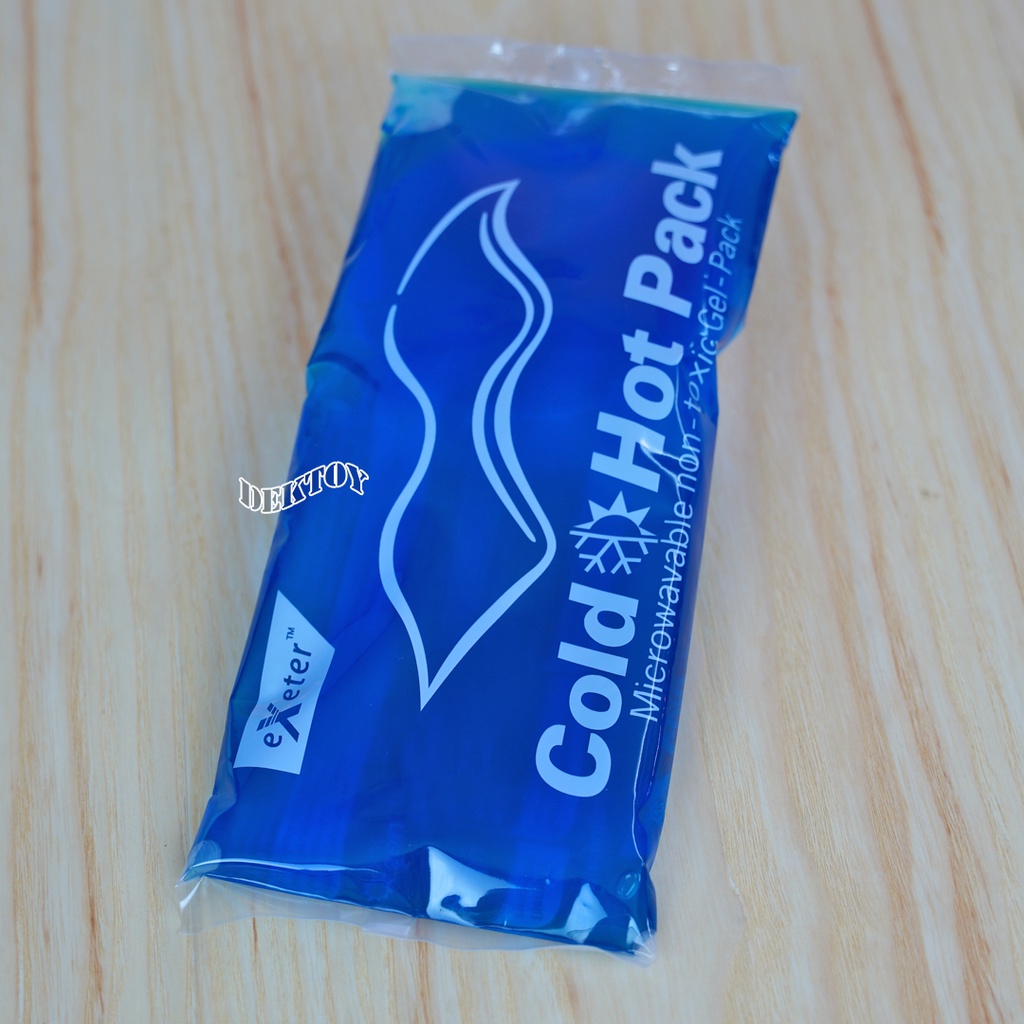 Cold Hot Pack
Microwavable non-toxic Gel-Pack
eXeter™
DEKTOY